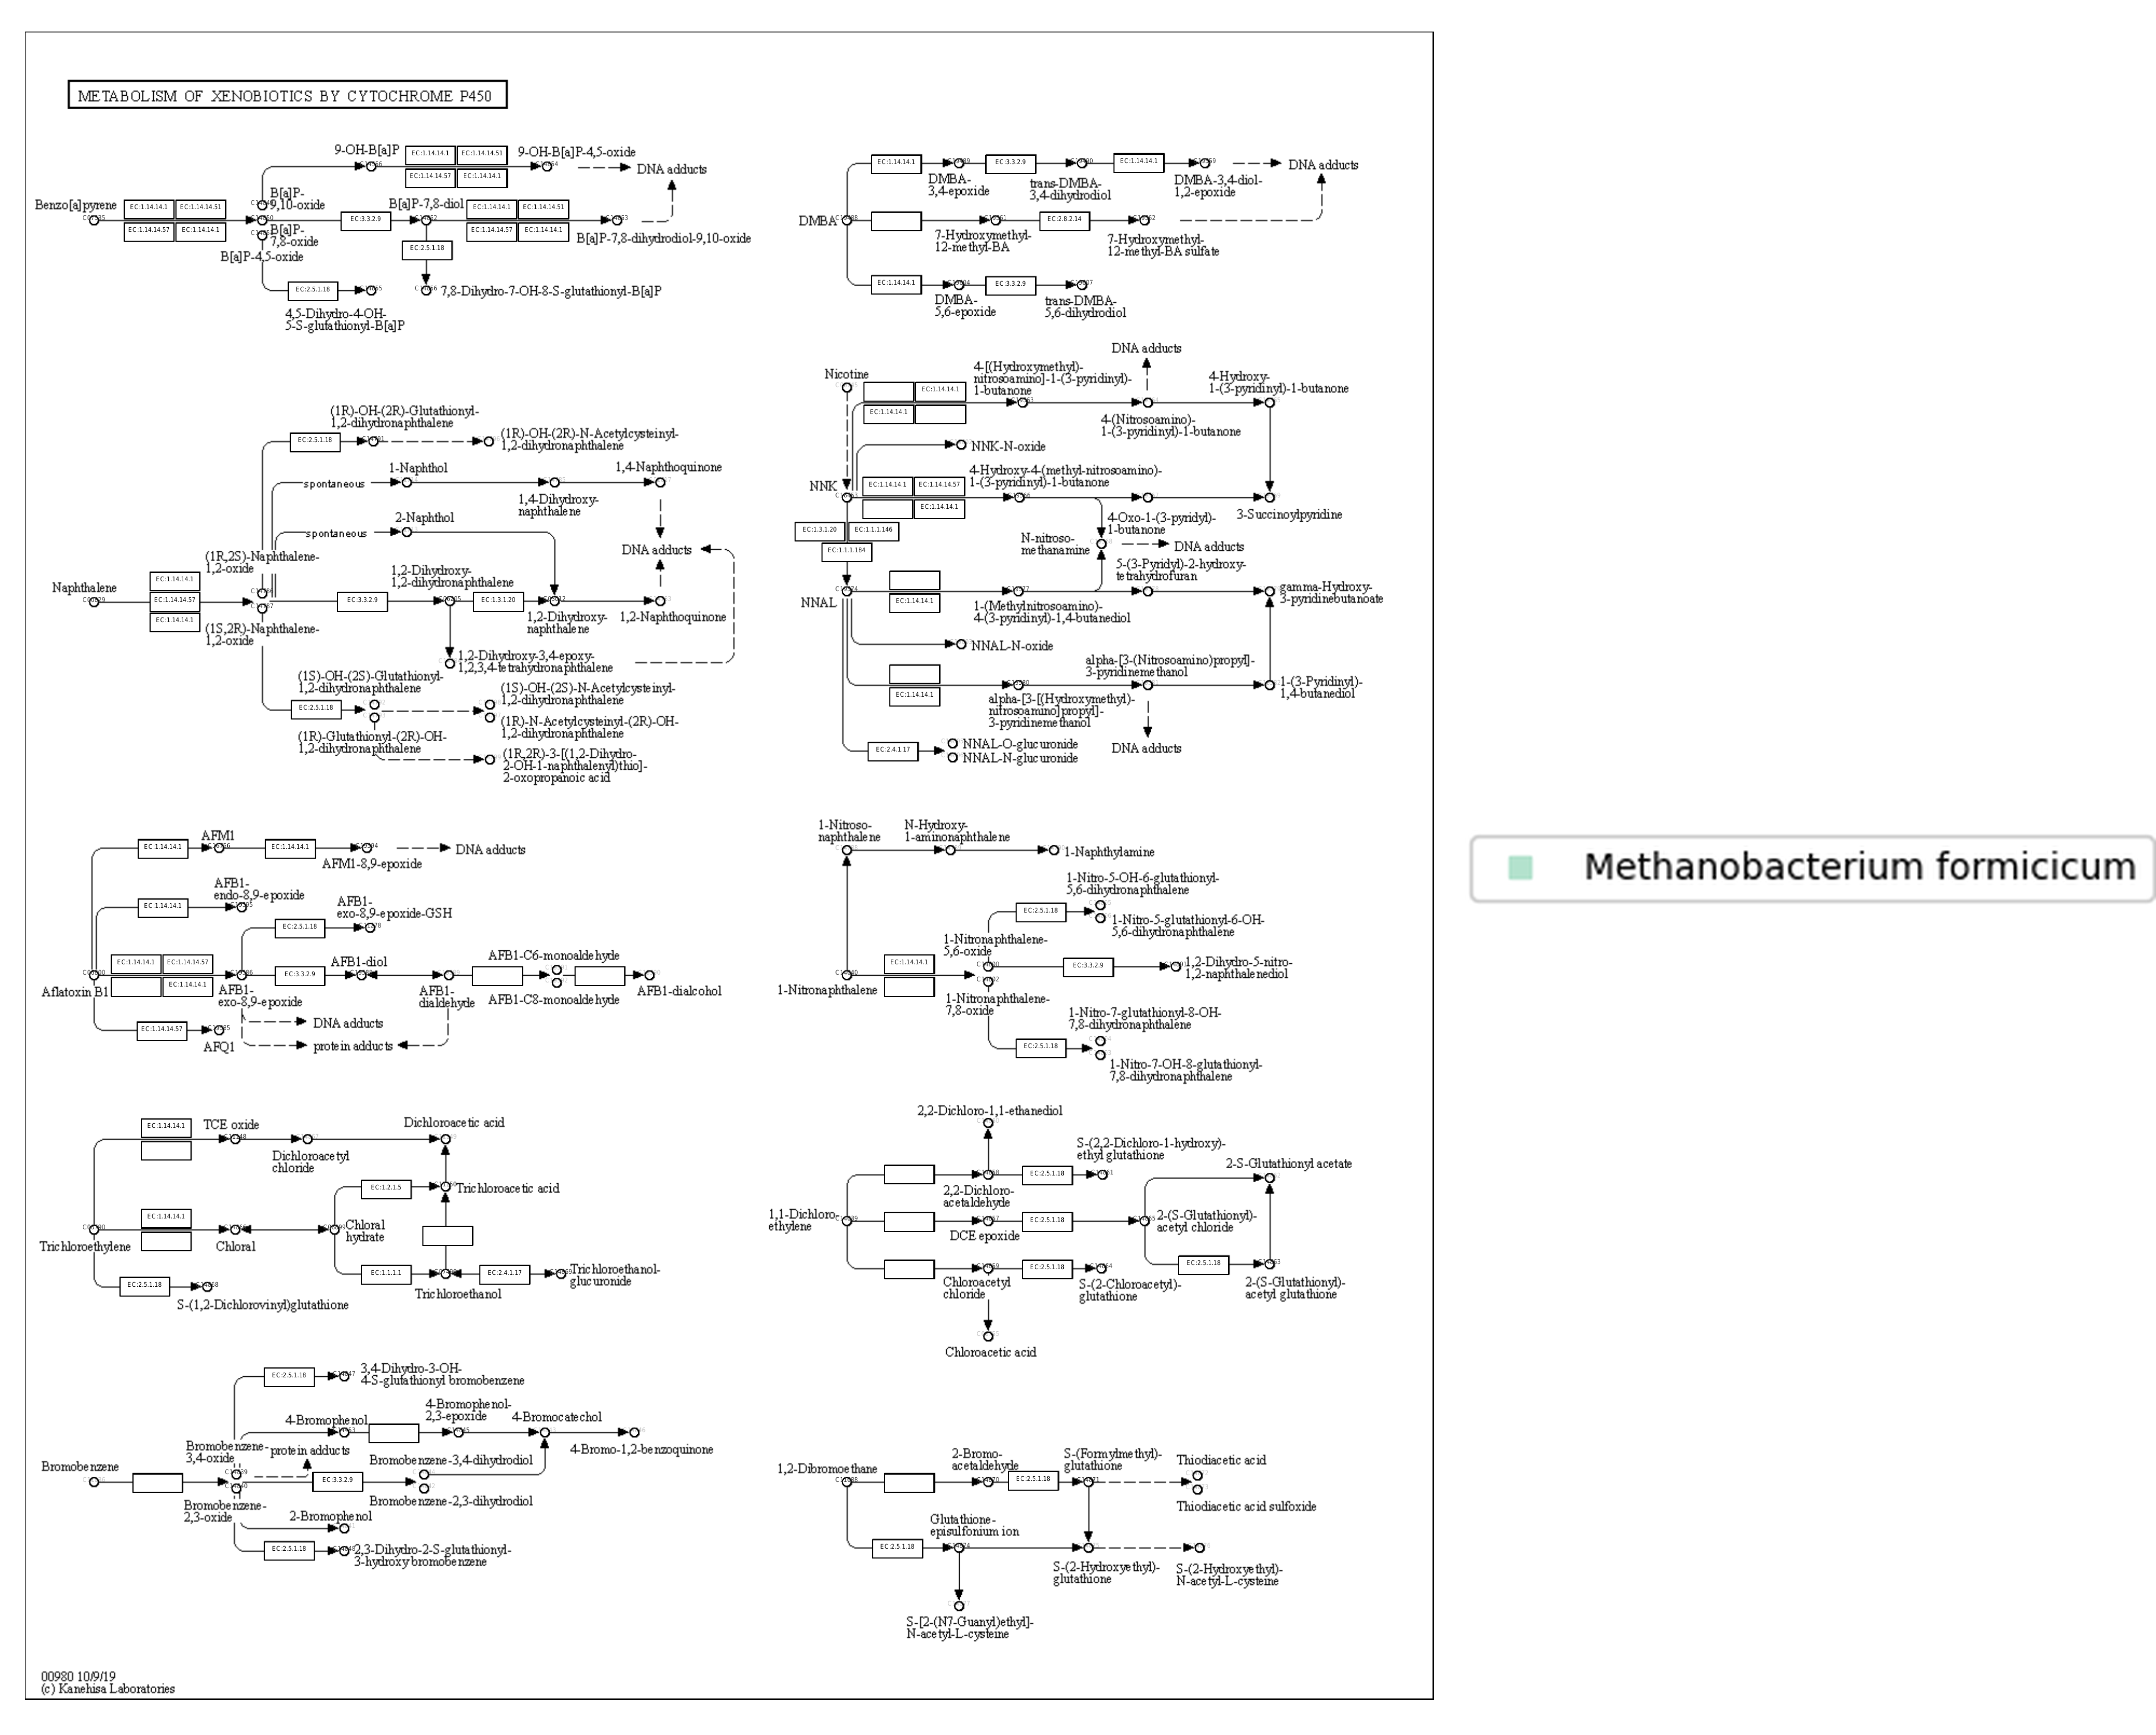 METABOLISM OF XENOBIOTICS BY CYTOCHROME P450
9-OH-B[a]P
EC:1.14.14.1
EC:1.14.14.51
EC:1.14.14.57
EC:1.14.14.1
9-OH-B[a]P-4,5-oxide
DNA adducts
Benzo[a]pyrene
EC:1.14.14.1
EC:1.14.14.51
EC:1.14.14.57
EC:1.14.14.1
B[a]P-
9,10-oxide
B[a]P-
7,8-oxide
B[a]P-4,5-oxide
EC:3.3.2.9
B[a]P-7,8-diol
EC:1.14.14.1
EC:1.14.14.51
EC:1.14.14.57
EC:1.14.14.1
B[a]P-7,8-dihydrodiol-9,10-oxide
EC:2.5.1.18
7,8-Dihydro-7-OH-8-S-glutathionyl-B[a]P
EC:2.5.1.18
4,5-Dihydro-4-OH-
5-S-glutathionyl-B[a]P
DMBA
EC:1.14.14.1
DMBA-
3,4-epoxide
EC:3.3.2.9
trans-DMBA-
3,4-dihydrodiol
EC:1.14.14.1
DMBA-3,4-diol-
1,2-epoxide
DNA adducts
7-Hydroxymethyl-
12-methyl-BA
EC:2.8.2.14
7-Hydroxymethyl-
12-methyl-BA sulfate
EC:1.14.14.1
DMBA-
5,6-epoxide
EC:3.3.2.9
trans-DMBA-
5,6-dihydrodiol
(1R)-OH-(2R)-Glutathionyl-
1,2-dihydronaphthalene
EC:2.5.1.18
(1R)-OH-(2R)-N-Acetylcysteinyl-
1,2-dihydronaphthalene
spontaneous
1-Naphthol
1,4-Dihydroxy-
naphthalene
1,4-Naphthoquinone
spontaneous
2-Naphthol
DNA adducts
(1R,2S)-Naphthalene-
1,2-oxide
Naphthalene
EC:1.14.14.1
EC:1.14.14.57
EC:1.14.14.1
(1S,2R)-Naphthalene-
1,2-oxide
EC:3.3.2.9
1,2-Dihydroxy-
1,2-dihydronaphthalene
EC:1.3.1.20
1,2-Dihydroxy-
naphthalene
1,2-Naphthoquinone
1,2-Dihydroxy-3,4-epoxy-
1,2,3,4-tetrahydronaphthalene
(1S)-OH-(2S)-Glutathionyl-
1,2-dihydronaphthalene
EC:2.5.1.18
(1S)-OH-(2S)-N-Acetylcysteinyl-
1,2-dihydronaphthalene
(1R)-N-Acetylcysteinyl-(2R)-OH-
1,2-dihydronaphthalene
(1R)-Glutathionyl-(2R)-OH-
1,2-dihydronaphthalene
(1R,2R)-3-[(1,2-Dihydro-
2-OH-1-naphthalenyl)thio]-
2-oxopropanoic acid
Nicotine
EC:1.14.14.1
EC:1.14.14.1
4-[(Hydroxymethyl)-
nitrosoamino]-1-(3-pyridinyl)-
1-butanone
DNA adducts
4-(Nitrosoamino)-
1-(3-pyridinyl)-1-butanone
4-Hydroxy-
1-(3-pyridinyl)-1-butanone
NNK-N-oxide
NNK
EC:1.14.14.1
EC:1.14.14.57
EC:1.14.14.1
4-Hydroxy-4-(methyl-nitrosoamino)-
1-(3-pyridinyl)-1-butanone
3-Succinoylpyridine
EC:1.3.1.20
EC:1.1.1.146
EC:1.1.1.184
N-nitroso-
methanamine
4-Oxo-1-(3-pyridyl)-
1-butanone
DNA adducts
5-(3-Pyridyl)-2-hydroxy-
tetrahydrofuran
NNAL
EC:1.14.14.1
1-(Methylnitrosoamino)-
4-(3-pyridinyl)-1,4-butanediol
gamma-Hydroxy-
3-pyridinebutanoate
NNAL-N-oxide
EC:1.14.14.1
alpha-[3-[(Hydroxymethyl)-
nitrosoamino]propyl]-
3-pyridinemethanol
alpha-[3-(Nitrosoamino)propyl]-
3-pyridinemethanol
1-(3-Pyridinyl)-
1,4-butanediol
DNA adducts
EC:2.4.1.17
NNAL-O-glucuronide
NNAL-N-glucuronide
Methanobacterium formicicum
EC:1.14.14.1
AFM1
EC:1.14.14.1
AFM1-8,9-epoxide
DNA adducts
EC:1.14.14.1
AFB1-
endo-8,9-epoxide
EC:2.5.1.18
AFB1-
exo-8,9-epoxide-GSH
Aflatoxin B1
EC:1.14.14.1
EC:1.14.14.57
EC:1.14.14.1
AFB1-
exo-8,9-epoxide
EC:3.3.2.9
AFB1-diol
AFB1-
dialdehyde
AFB1-C6-monoaldehyde
AFB1-C8-monoaldehyde
AFB1-dialcohol
EC:1.14.14.57
AFQ1
DNA adducts
protein adducts
1-Nitroso-
naphthalene
N-Hydroxy-
1-aminonaphthalene
1-Naphthylamine
1-Nitronaphthalene
EC:1.14.14.1
1-Nitronaphthalene-
5,6-oxide
1-Nitronaphthalene-
7,8-oxide
EC:2.5.1.18
1-Nitro-5-OH-6-glutathionyl-
5,6-dihydronaphthalene
1-Nitro-5-glutathionyl-6-OH-
5,6-dihydronaphthalene
EC:3.3.2.9
1,2-Dihydro-5-nitro-
1,2-naphthalenediol
EC:2.5.1.18
1-Nitro-7-glutathionyl-8-OH-
7,8-dihydronaphthalene
1-Nitro-7-OH-8-glutathionyl-
7,8-dihydronaphthalene
EC:1.14.14.1
TCE oxide
Dichloroacetyl
chloride
Dichloroacetic acid
EC:1.2.1.5
Trichloroacetic acid
Trichloroethylene
EC:1.14.14.1
Chloral
Chloral
hydrate
EC:1.1.1.1
Trichloroethanol
EC:2.4.1.17
Trichloroethanol-
glucuronide
EC:2.5.1.18
S-(1,2-Dichlorovinyl)glutathione
2,2-Dichloro-1,1-ethanediol
1,1-Dichloro-
ethylene
2,2-Dichloro-
acetaldehyde
EC:2.5.1.18
S-(2,2-Dichloro-1-hydroxy)-
ethyl glutathione
2-S-Glutathionyl acetate
DCE epoxide
EC:2.5.1.18
2-(S-Glutathionyl)-
acetyl chloride
Chloroacetyl
chloride
EC:2.5.1.18
S-(2-Chloroacetyl)-
glutathione
EC:2.5.1.18
2-(S-Glutathionyl)-
acetyl glutathione
Chloroacetic acid
EC:2.5.1.18
3,4-Dihydro-3-OH-
4-S-glutathionyl bromobenzene
4-Bromophenol
4-Bromophenol-
2,3-epoxide
4-Bromocatechol
4-Bromo-1,2-benzoquinone
Bromobenzene
Bromobenzene-
3,4-oxide
protein adducts
EC:3.3.2.9
Bromobenzene-3,4-dihydrodiol
Bromobenzene-2,3-dihydrodiol
Bromobenzene-
2,3-oxide
2-Bromophenol
EC:2.5.1.18
2,3-Dihydro-2-S-glutathionyl-
3-hydroxy bromobenzene
1,2-Dibromoethane
2-Bromo-
acetaldehyde
EC:2.5.1.18
S-(Formylmethyl)-
glutathione
Thiodiacetic acid
Thiodiacetic acid sulfoxide
EC:2.5.1.18
Glutathione-
episulfonium ion
S-(2-Hydroxyethyl)-
glutathione
S-(2-Hydroxyethyl)-
N-acetyl-L-cysteine
S-[2-(N7-Guanyl)ethyl]-
N-acetyl-L-cysteine
00980 10/9/19
(c) Kanehisa Laboratories